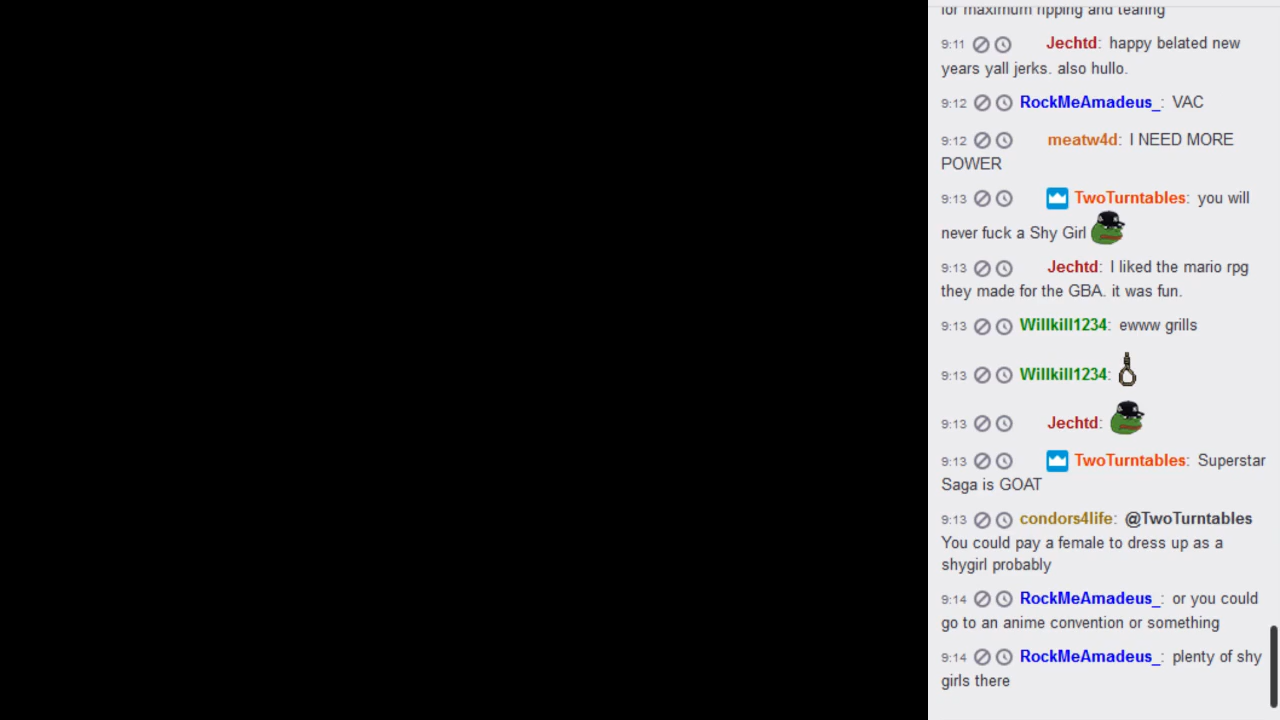 for maximum ripping and tearing
9:11 Jechtd: happy belated new
years yall jerks. also hullo.
9:12 RockMeAmadeus_: VAC
9:12 meatw4d: I NEED MORE
POWER
9:13 TwoTurntables: you will
never fuck a Shy Girl
9:13 Jechtd: I liked the mario rpg
they made for the GBA. it was fun.
9:13 Willkill1234: ewww grills
9:13 Willkill1234:
9:13 Jechtd:
9:13 TwoTurntables: Superstar
Saga is GOAT
9:13 condors4life: @TwoTurntables
You could pay a female to dress up as a
shygirl probably
9:14 RockMeAmadeus_: or you could
go to an anime convention or something
9:14 RockMeAmadeus_: plenty of shy
girls there